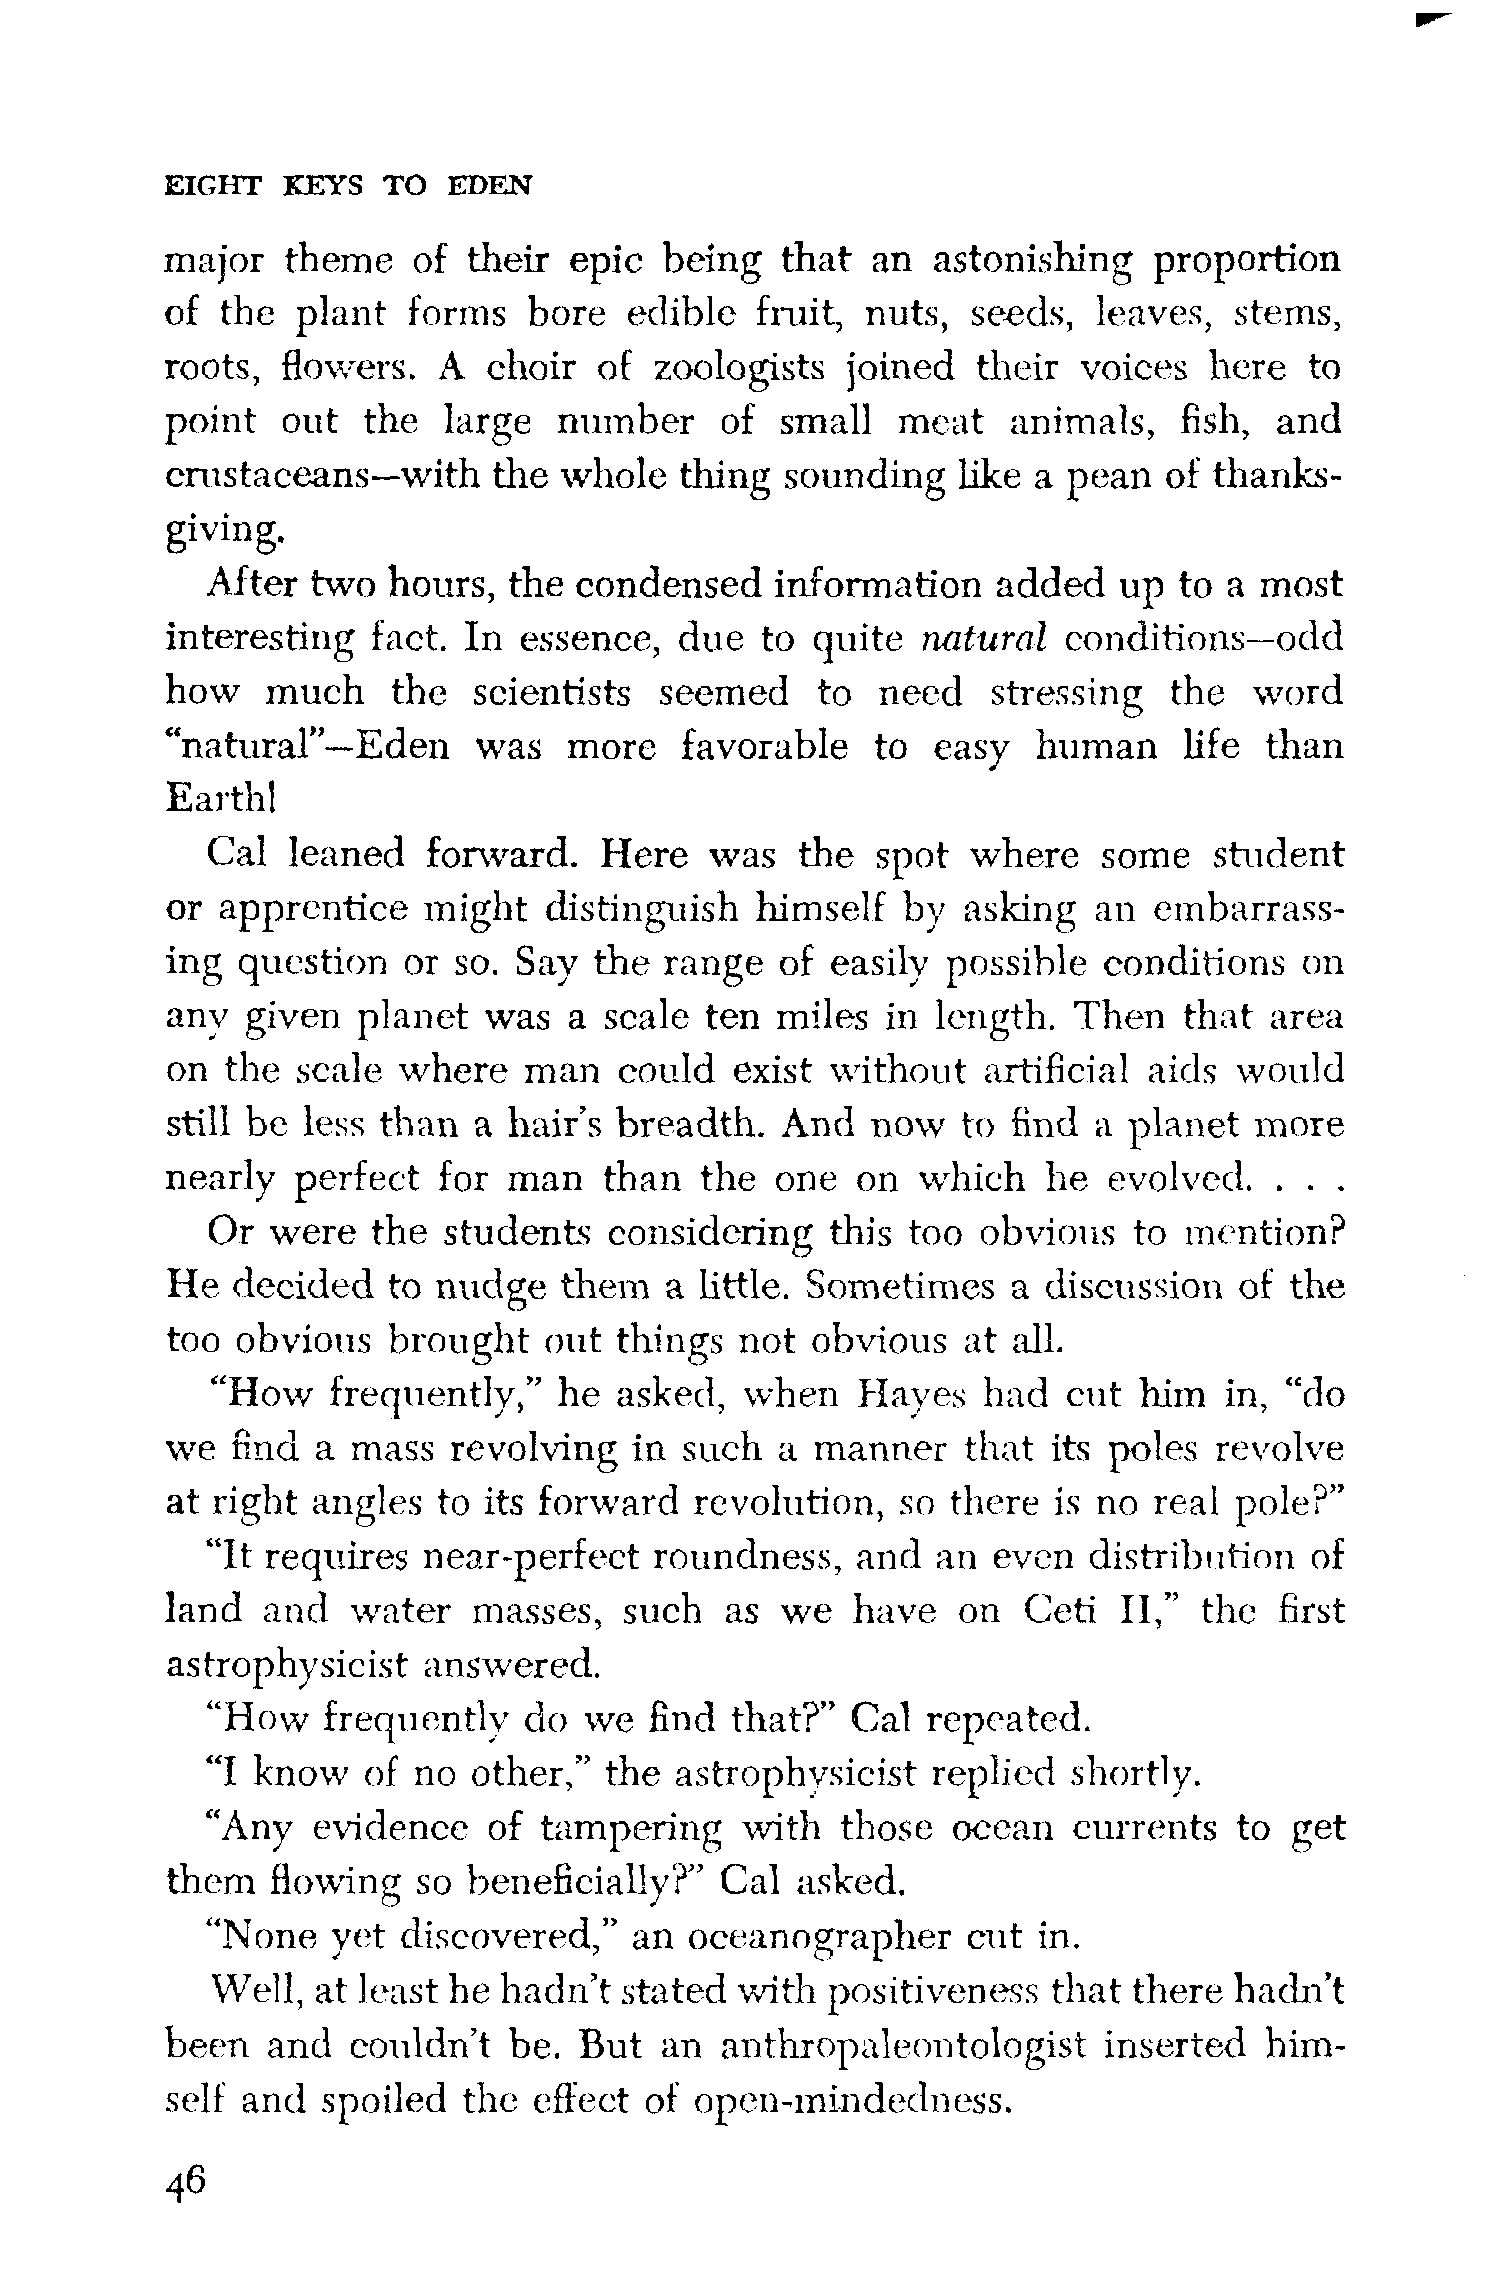 EIGHT KEYS TO EDEN
major theme of their epic being that an astonishing proportion
of the plant forms bore edible fruit, nuts, seeds, leaves, stems,
roots, flowers. A choir of zoologists joined their voices here to
point out the large number of small meat animals, fish, and
crustaceans—with the whole thing sounding like a pean of thanks-
giving.
After two hours, the condensed information added up to a most
interesting fact. In essence, due to quite natural conditions—odd
how much the scientists seemed to need stressing the word
“natural”—Eden was more favorable to easy human life than
Earth!
Cal leaned forward. Here was the spot where some student
or apprentice might distinguish himself by asking an embarrass-
ing question or so. Say the range of easily possible conditions on
any given planet was a scale ten miles in length. Then that area
on the scale where man could exist without artificial aids would
still be less than a hair’s breadth. And now to find a planet more
nearly perfect for man than the one on which he evolved. . . .
Or were the students considering this too obvious to mention?
He decided to nudge them a little. Sometimes a discussion of the
too obvious brought out things not obvious at all.
“How frequently,” he asked, when Hayes had cut him in, “do
we find a mass revolving in such a manner that its poles revolve
at right angles to its forward revolution, so there is no real pole?”
“It requires near-perfect roundness, and an even distribution of
land and water masses, such as we have on Ceti II,” the first
astrophysicist answered.
“How frequently do we find that?” Cal repeated.
“I know of no other,” the astrophysicist replied shortly.
“Any evidence of tampering with those ocean currents to get
them flowing so beneficially?” Cal asked.
“None yet discovered,” an oceanographer cut in.
Well, at least he hadn’t stated with positiveness that there hadn’t
been and couldn’t be. But an anthropaleontologist inserted him-
self and spoiled the effect of open-mindedness.
46